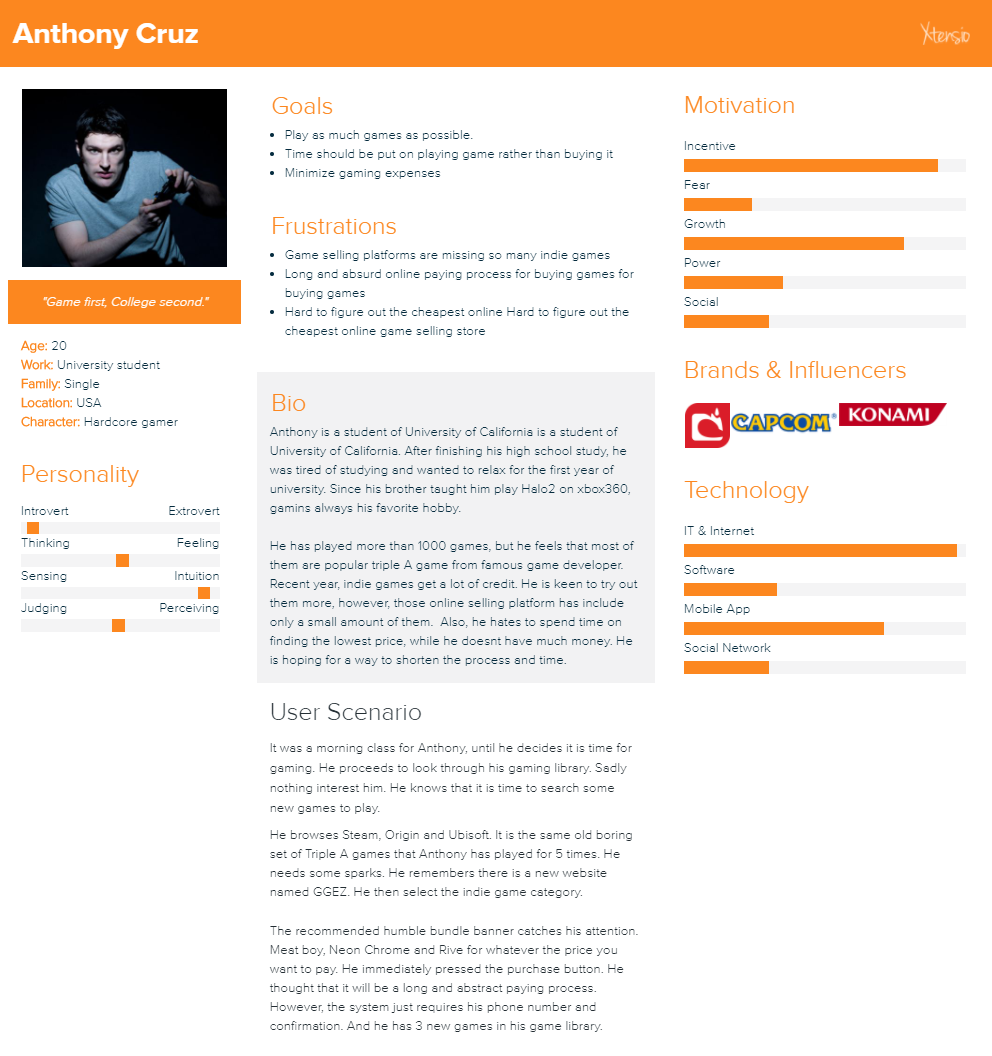 Anthony Cruz
Xtensio
"Game first, College second."
Age: 20
Work: University student
Family: Single
Location: USA
Character: Hardcore gamer
Personality
Introvert Extrovert
Thinking Feeling
Sensing Intuition
Judging Perceiving
Goals
Play as much games as possible.
Time should be put on playing game rather than buying it
Minimize gaming expenses
Frustrations
Game selling platforms are missing so many indie games
Long and absurd online paying process for buying games for
buying games
Hard to figure out the cheapest online Hard to figure out the
cheapest online game selling store
Bio
Anthony is a student of University of California is a student of
University of California. After finishing his high school study, he
was tired of studying and wanted to relax for the first year of
university. Since his brother taught him play Halo2 on xbox360,
gamins always his favorite hobby.
He has played more than 1000 games, but he feels that most of
them are popular triple A game from famous game developer.
Recent year, indie games get a lot of credit. He is keen to try out
them more, however, those online selling platform has include
only a small amount of them. Also, he hates to spend time on
finding the lowest price, while he doesnt have much money. He
is hoping for a way to shorten the process and time.
User Scenario
It was a morning class for Anthony, until he decides it is time for
gaming. He proceeds to look through his gaming library. Sadly
nothing interest him. He knows that it is time to search some
new games to play.
He browses Steam, Origin and Ubisoft. It is the same old boring
set of Triple A games that Anthony has played for 5 times. He
needs some sparks. He remembers there is a new website
named GGEZ. He then select the indie game category.
The recommended humble bundle banner catches his attention.
Meat boy, Neon Chrome and Rive for whatever the price you
want to pay. He immediately pressed the purchase button. He
thought that it will be a long and abstract paying process.
However, the system just requires his phone number and
confirmation. And he has 3 new games in his game library.
Motivation
Incentive
Fear
Growth
Power
Social
Brands & Influencers
CAPCOM® KONAMI
Technology
IT & Internet
Software
Mobile App
Social Network